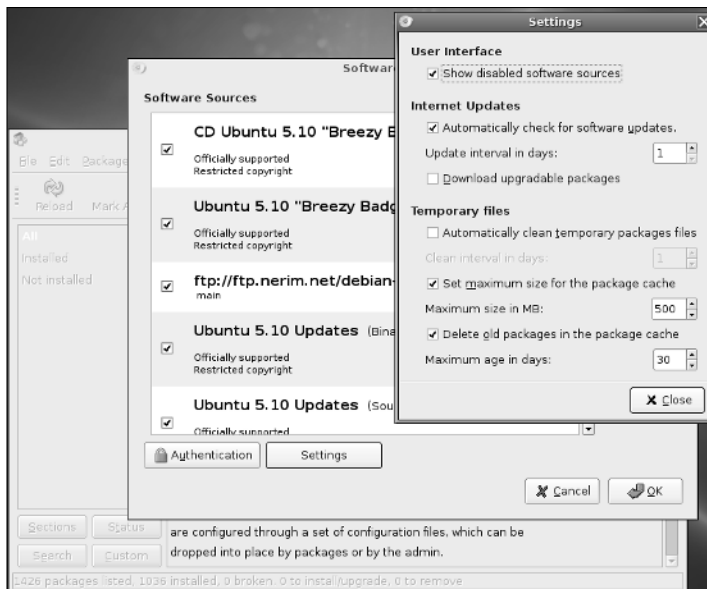 Settings
User Interface
Show disabled software sources
Internet Updates
Automatically check for software updates.
Update interval in days: 1
Download upgradable packages
Temporary files
Automatically clean temporary packages files
Clean interval in days: 1
Set maximum size for the package cache
Maximum size in MB: 500
Delete old packages in the package cache
Maximum age in days: 30
Close
Softwar
Software Sources
CD Ubuntu 5.10 "Breezy B
Officially supported
Restricted copyright
Ubuntu 5.10 "Breezy Badg
Officially supported
Restricted copyright
ftp://ftp.nerim.net/debian-
main
Ubuntu 5.10 Updates (Bina
Officially supported
Restricted copyright
Ubuntu 5.10 Updates (Sou
Officially supported
Authentication Settings
Cancel OK
File Edit Package
Reload Mark A
All
Installed
Not installed
Sections Status
Search Custom
are configured through a set of configuration files, which can be
dropped into place by packages or by the admin.
1426 packages listed, 1036 installed, 0 broken. 0 to install/upgrade, 0 to remove